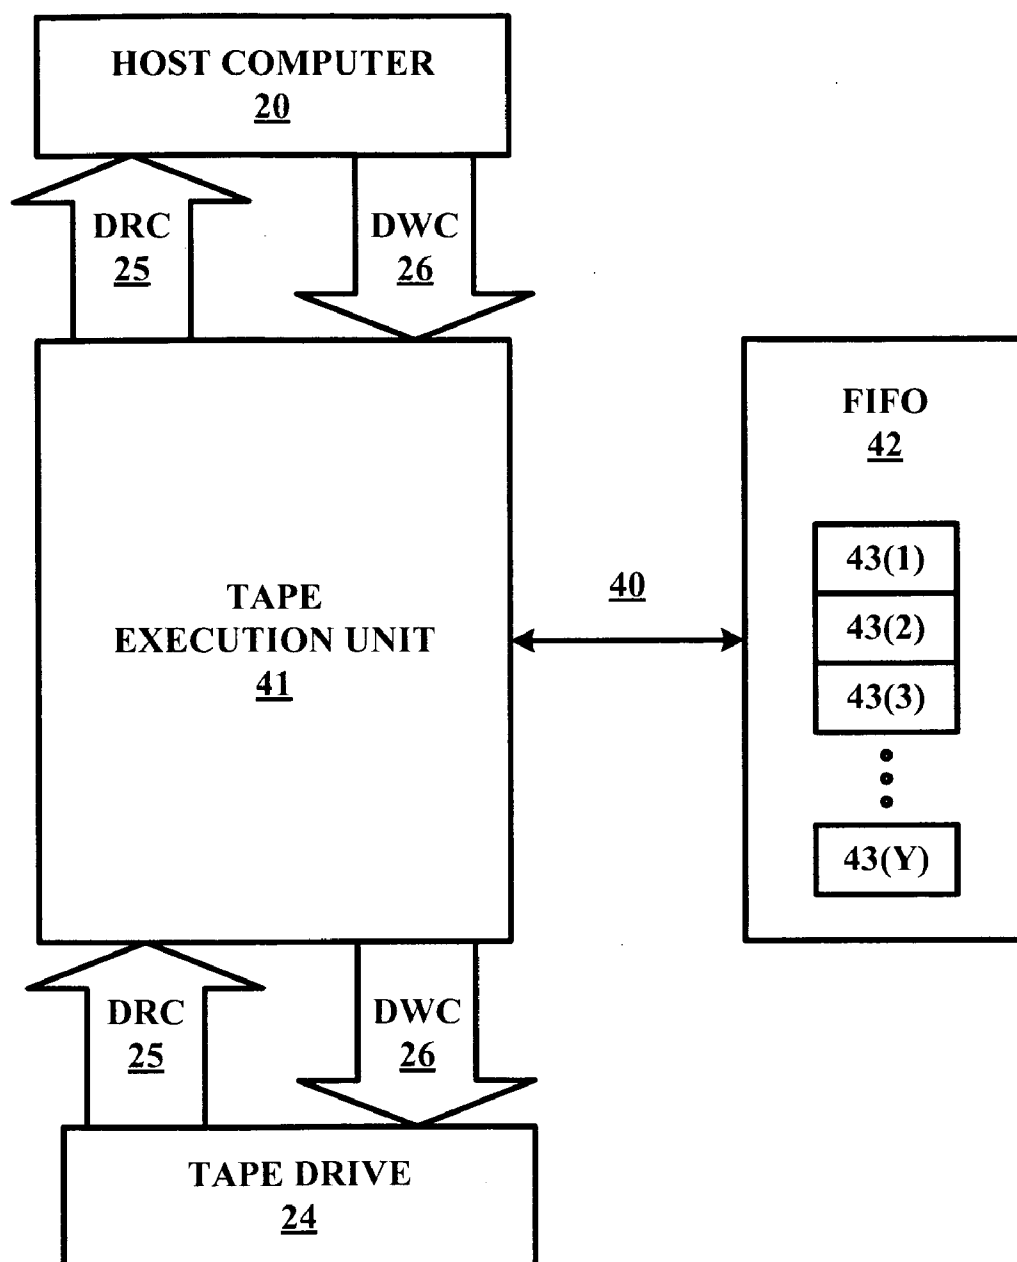 HOST COMPUTER
20
DRC
25
DWC
26
FIFO
42
43(1)
43(2)
43(3)
43(Y)
40
TAPE
EXECUTION UNIT
41
DRC
25
DWC
26
TAPE DRIVE
24